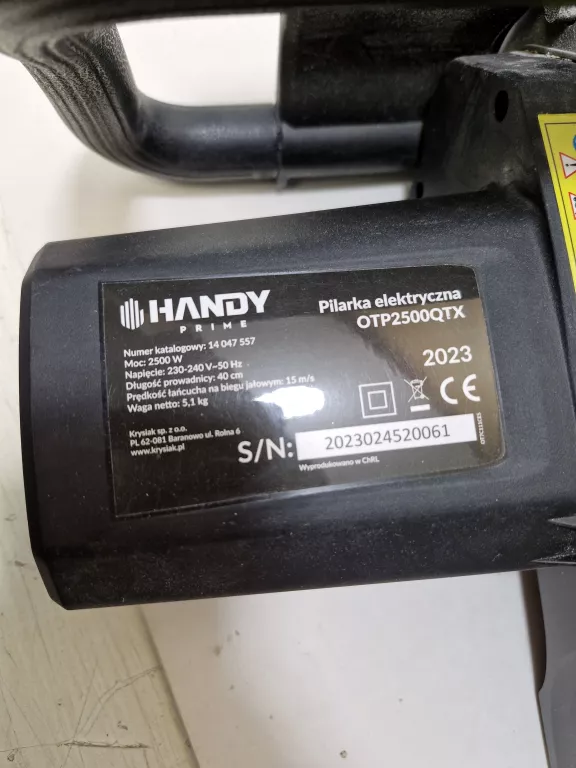 HANDY
PRIME
Pilarka elektryczna
OTP2500QTX
2023
Numer katalogowy: 14 047 557
Moc: 2500 W
Napięcie: 230-240 V~50 Hz
Długość prowadnicy: 40 cm
Prędkość łańcucha na biegu jałowym: 15 m/s
Waga netto: 5,1 kg
CE
Krysiak sp. z o.o.
PL 62-081 Baranowo ul. Rolna 6
www.krysiak.pl
S/N: 2023024520061
Wyprodukowano w ChRL